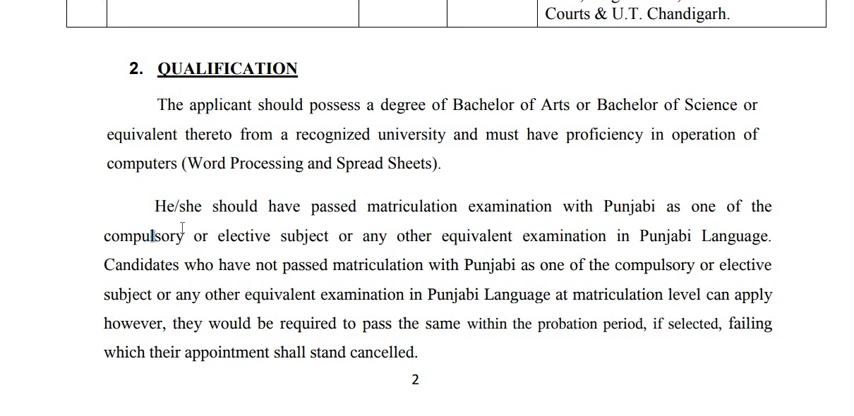 Courts & U.T. Chandigarh.
2. QUALIFICATION
The applicant should possess a degree of Bachelor of Arts or Bachelor of Science or
equivalent thereto from a recognized university and must have proficiency in operation of
computers (Word Processing and Spread Sheets).
He/she should have passed matriculation examination with Punjabi as one of the
compulsory or elective subject or any other equivalent examination in Punjabi Language.
Candidates who have not passed matriculation with Punjabi as one of the compulsory or elective
subject or any other equivalent examination in Punjabi Language at matriculation level can apply
however, they would be required to pass the same within the probation period, if selected, failing
which their appointment shall stand cancelled.
2